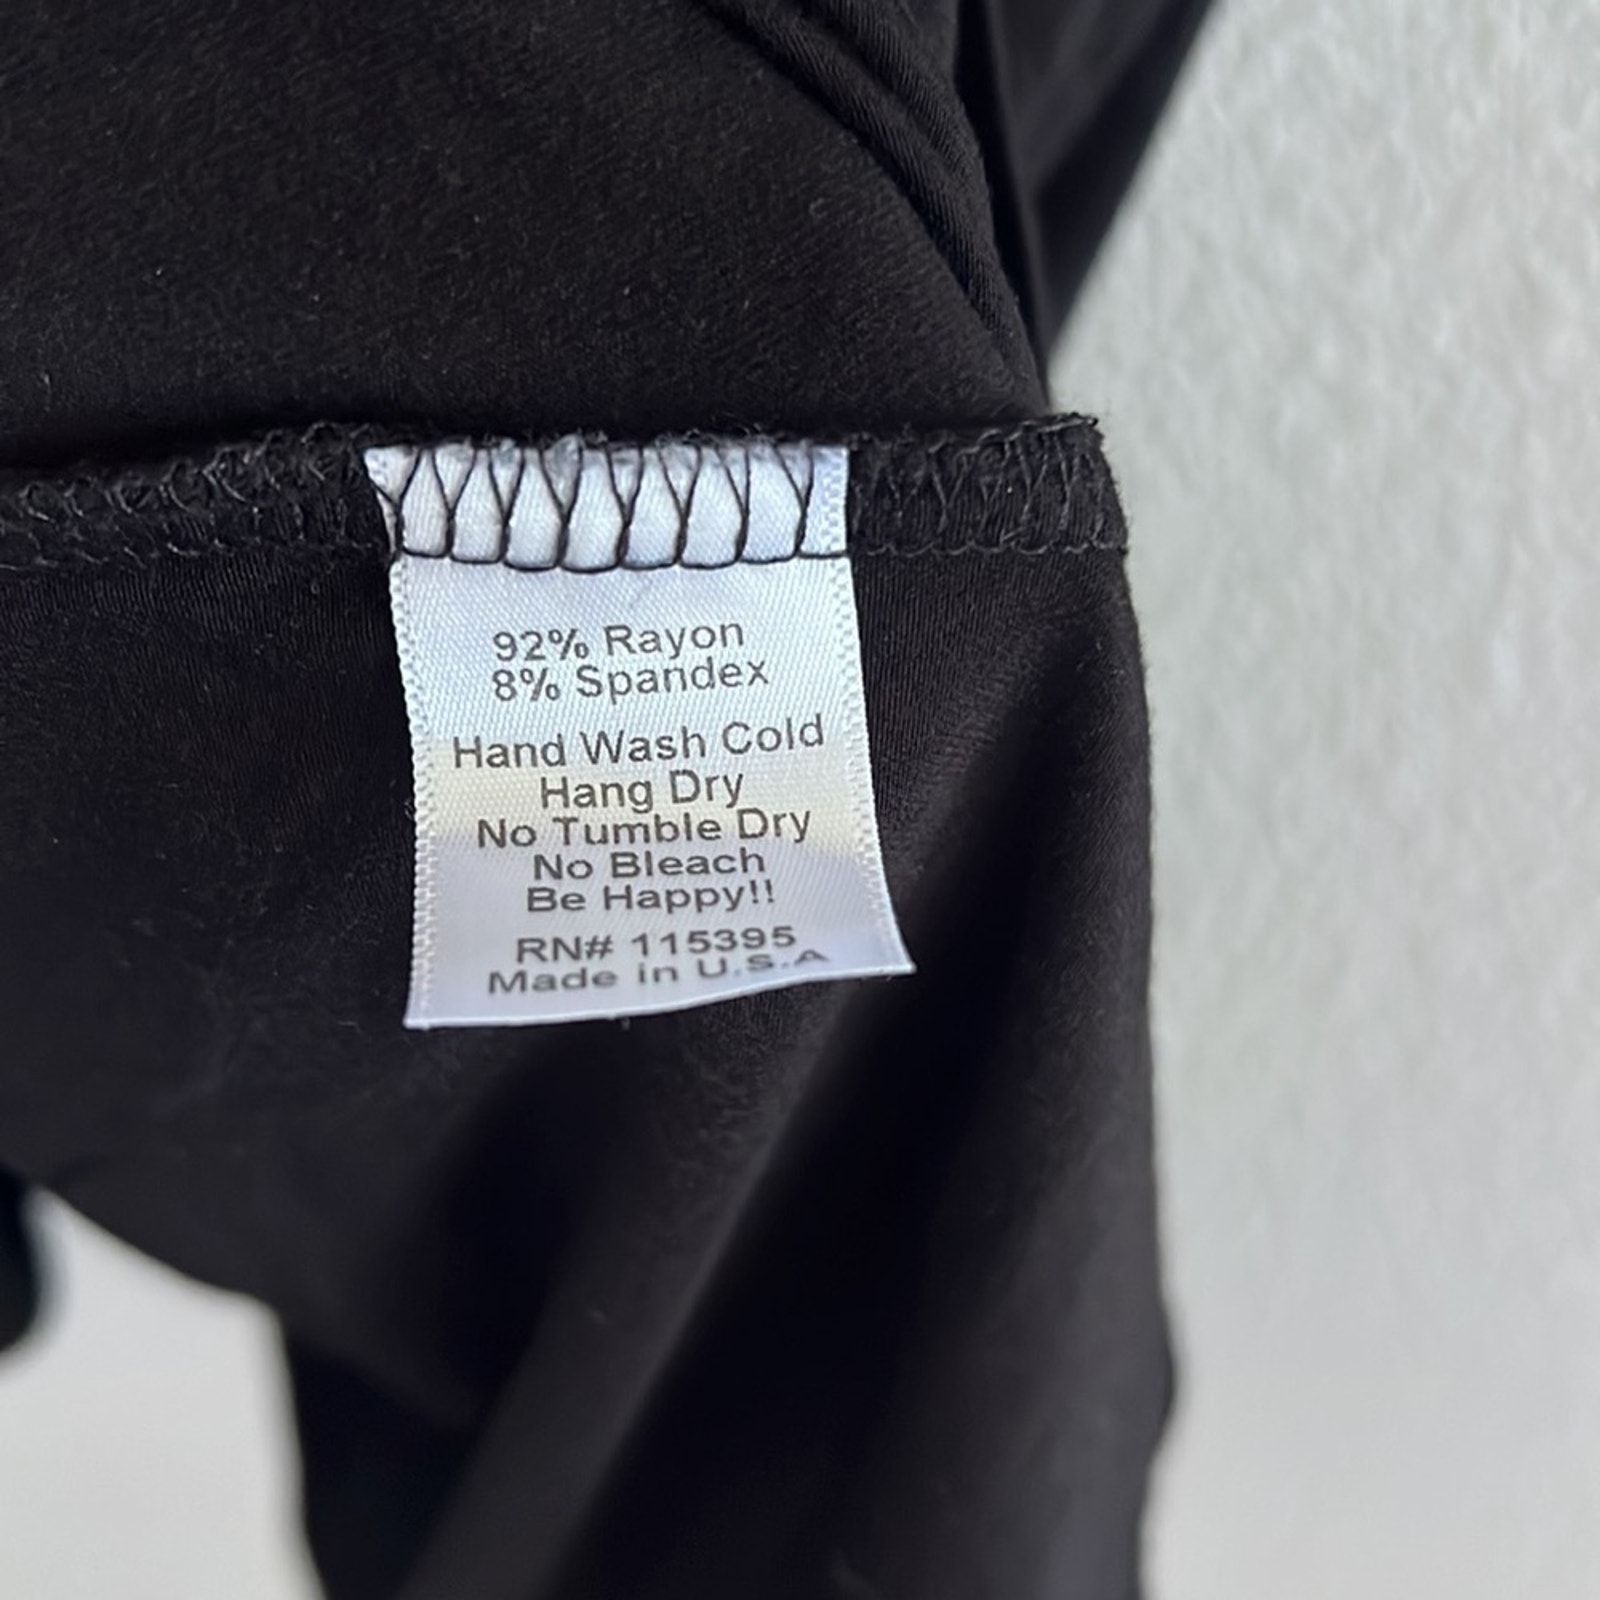 92% Rayon
8% Spandex
Hand Wash Cold
Hang Dry
No Tumble Dry
No Bleach
Be Happy!!
RN# 115395
Made in U.S.A